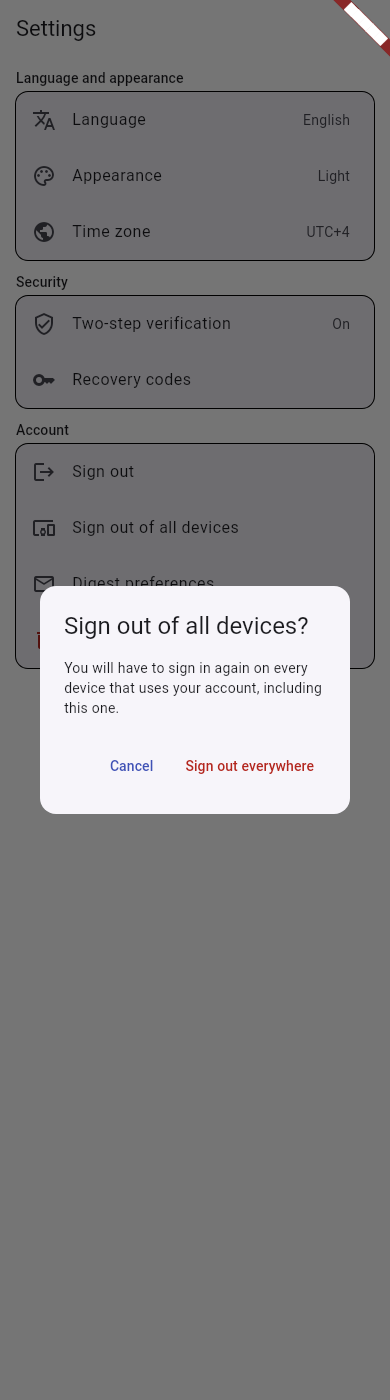 Settings
Language and appearance
Language
English
Appearance
Light
Time zone
UTC+4
Security
Two-step verification
On
Recovery codes
Account
Sign out
Sign out of all devices
Digest preferences
Sign out of all devices?
You will have to sign in again on every
device that uses your account, including
this one.
Cancel
Sign out everywhere